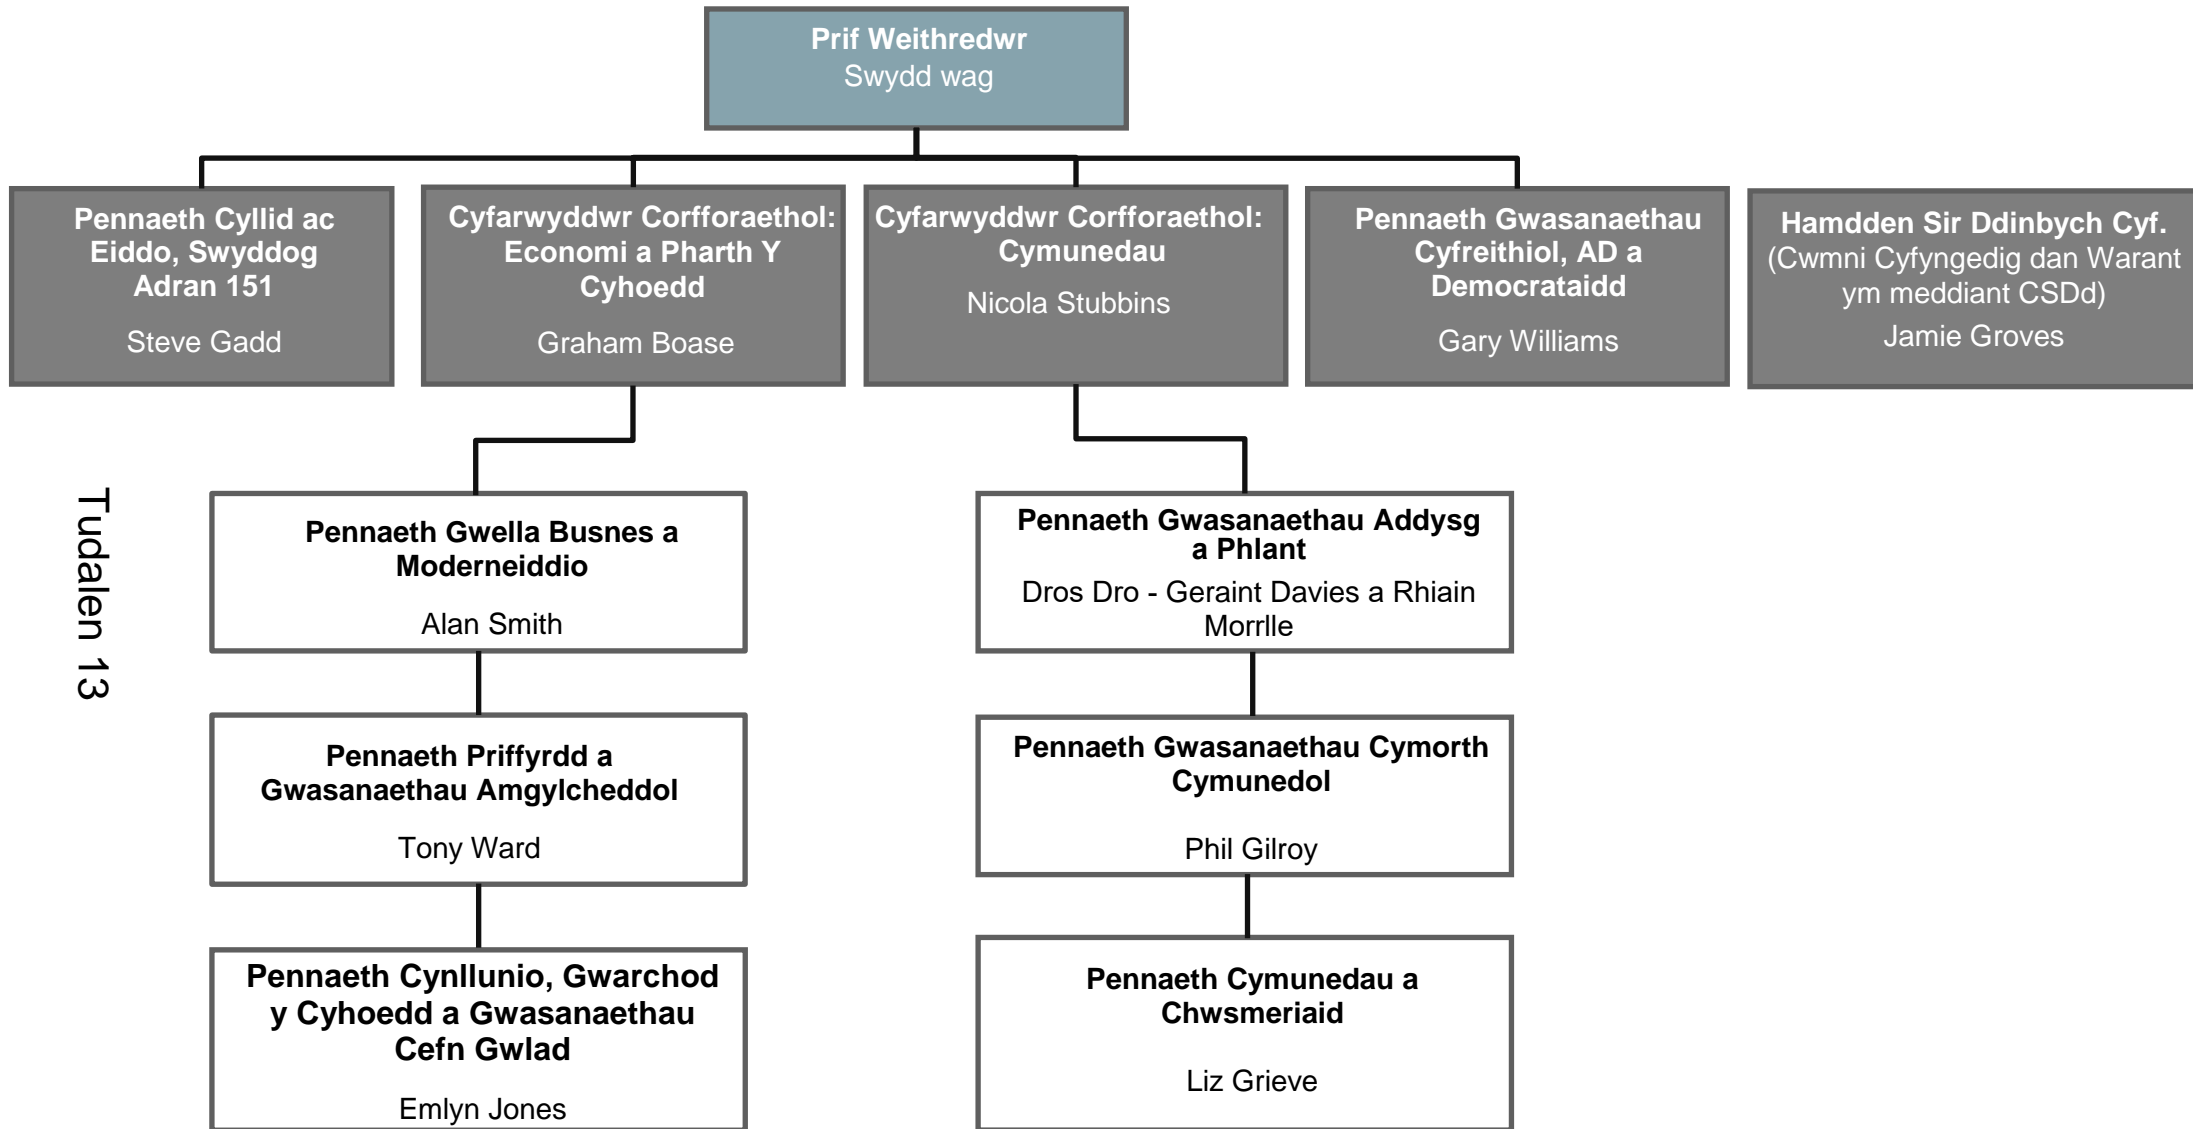 Prif Weithredwr
Swydd wag
Pennaeth Cyllid ac
Eiddo, Swyddog
Adran 151
Steve Gadd
Cyfarwyddwr Corfforaethol:
Economi a Pharth Y
Cyhoedd
Graham Boase
Cyfarwyddwr Corfforaethol:
Cymunedau
Nicola Stubbins
Pennaeth Gwasanaethau
Cyfreithiol, AD a
Democrataidd
Gary Williams
Hamdden Sir Ddinbych Cyf.
(Cwmni Cyfyngedig dan Warant
ym meddiant CSDd)
Jamie Groves
Tudalen 13
Pennaeth Gwella Busnes a
Moderneiddio
Alan Smith
Pennaeth Priffyrdd a
Gwasanaethau Amgylcheddol
Tony Ward
Pennaeth Cynllunio, Gwarchod
y Cyhoedd a Gwasanaethau
Cefn Gwlad
Emlyn Jones
Pennaeth Gwasanaethau Addysg
a Phlant
Dros Dro - Geraint Davies a Rhiain
Morrlle
Pennaeth Gwasanaethau Cymorth
Cymunedol
Phil Gilroy
Pennaeth Cymunedau a
Chwsmeriaid
Liz Grieve